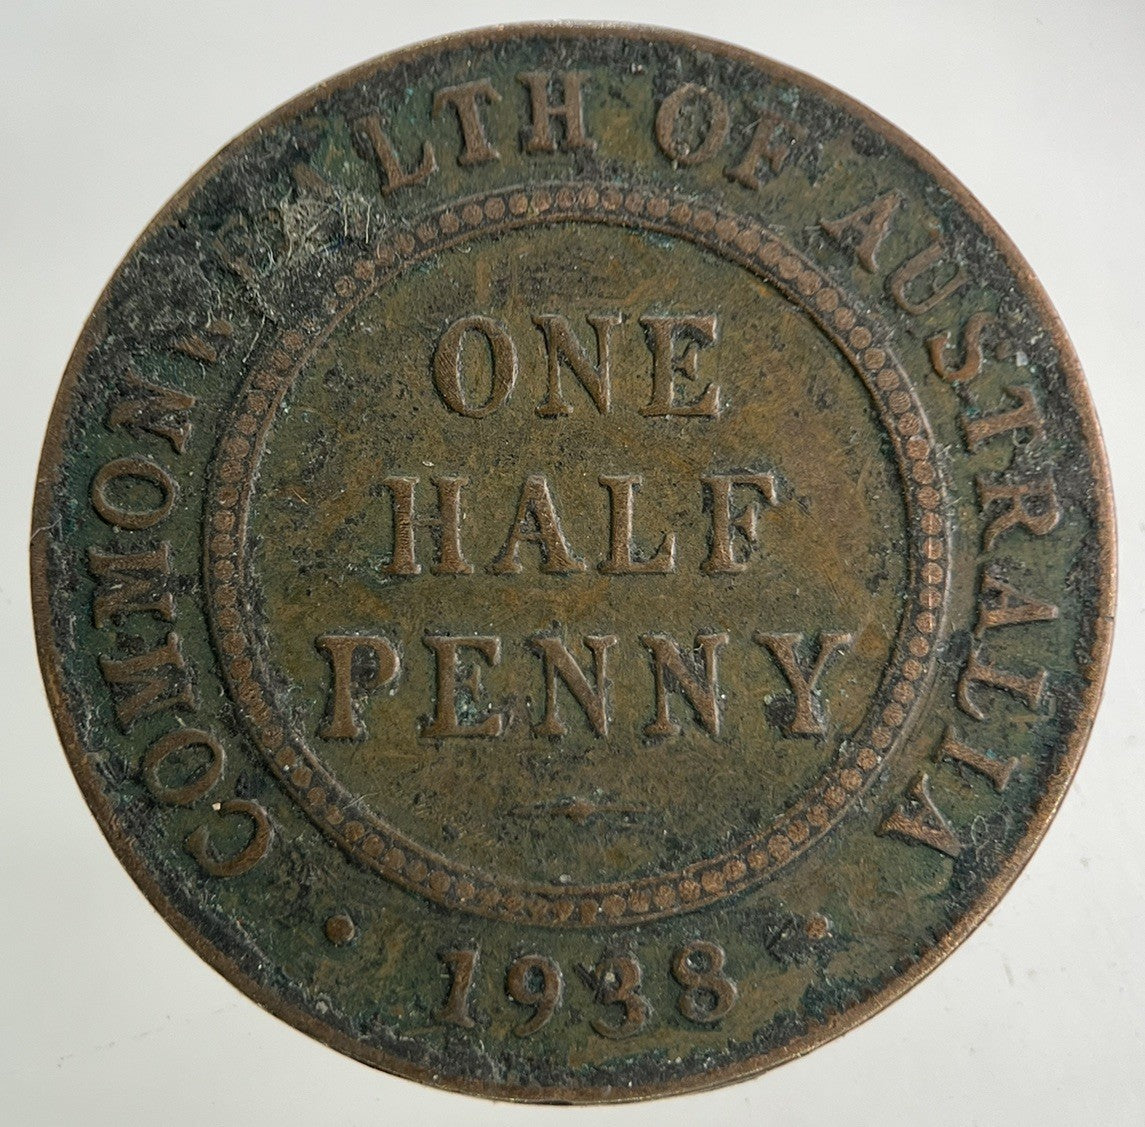 COMMONWEALTH OF AUSTRALIA
ONE
HALF
PENNY
· 1938 ·